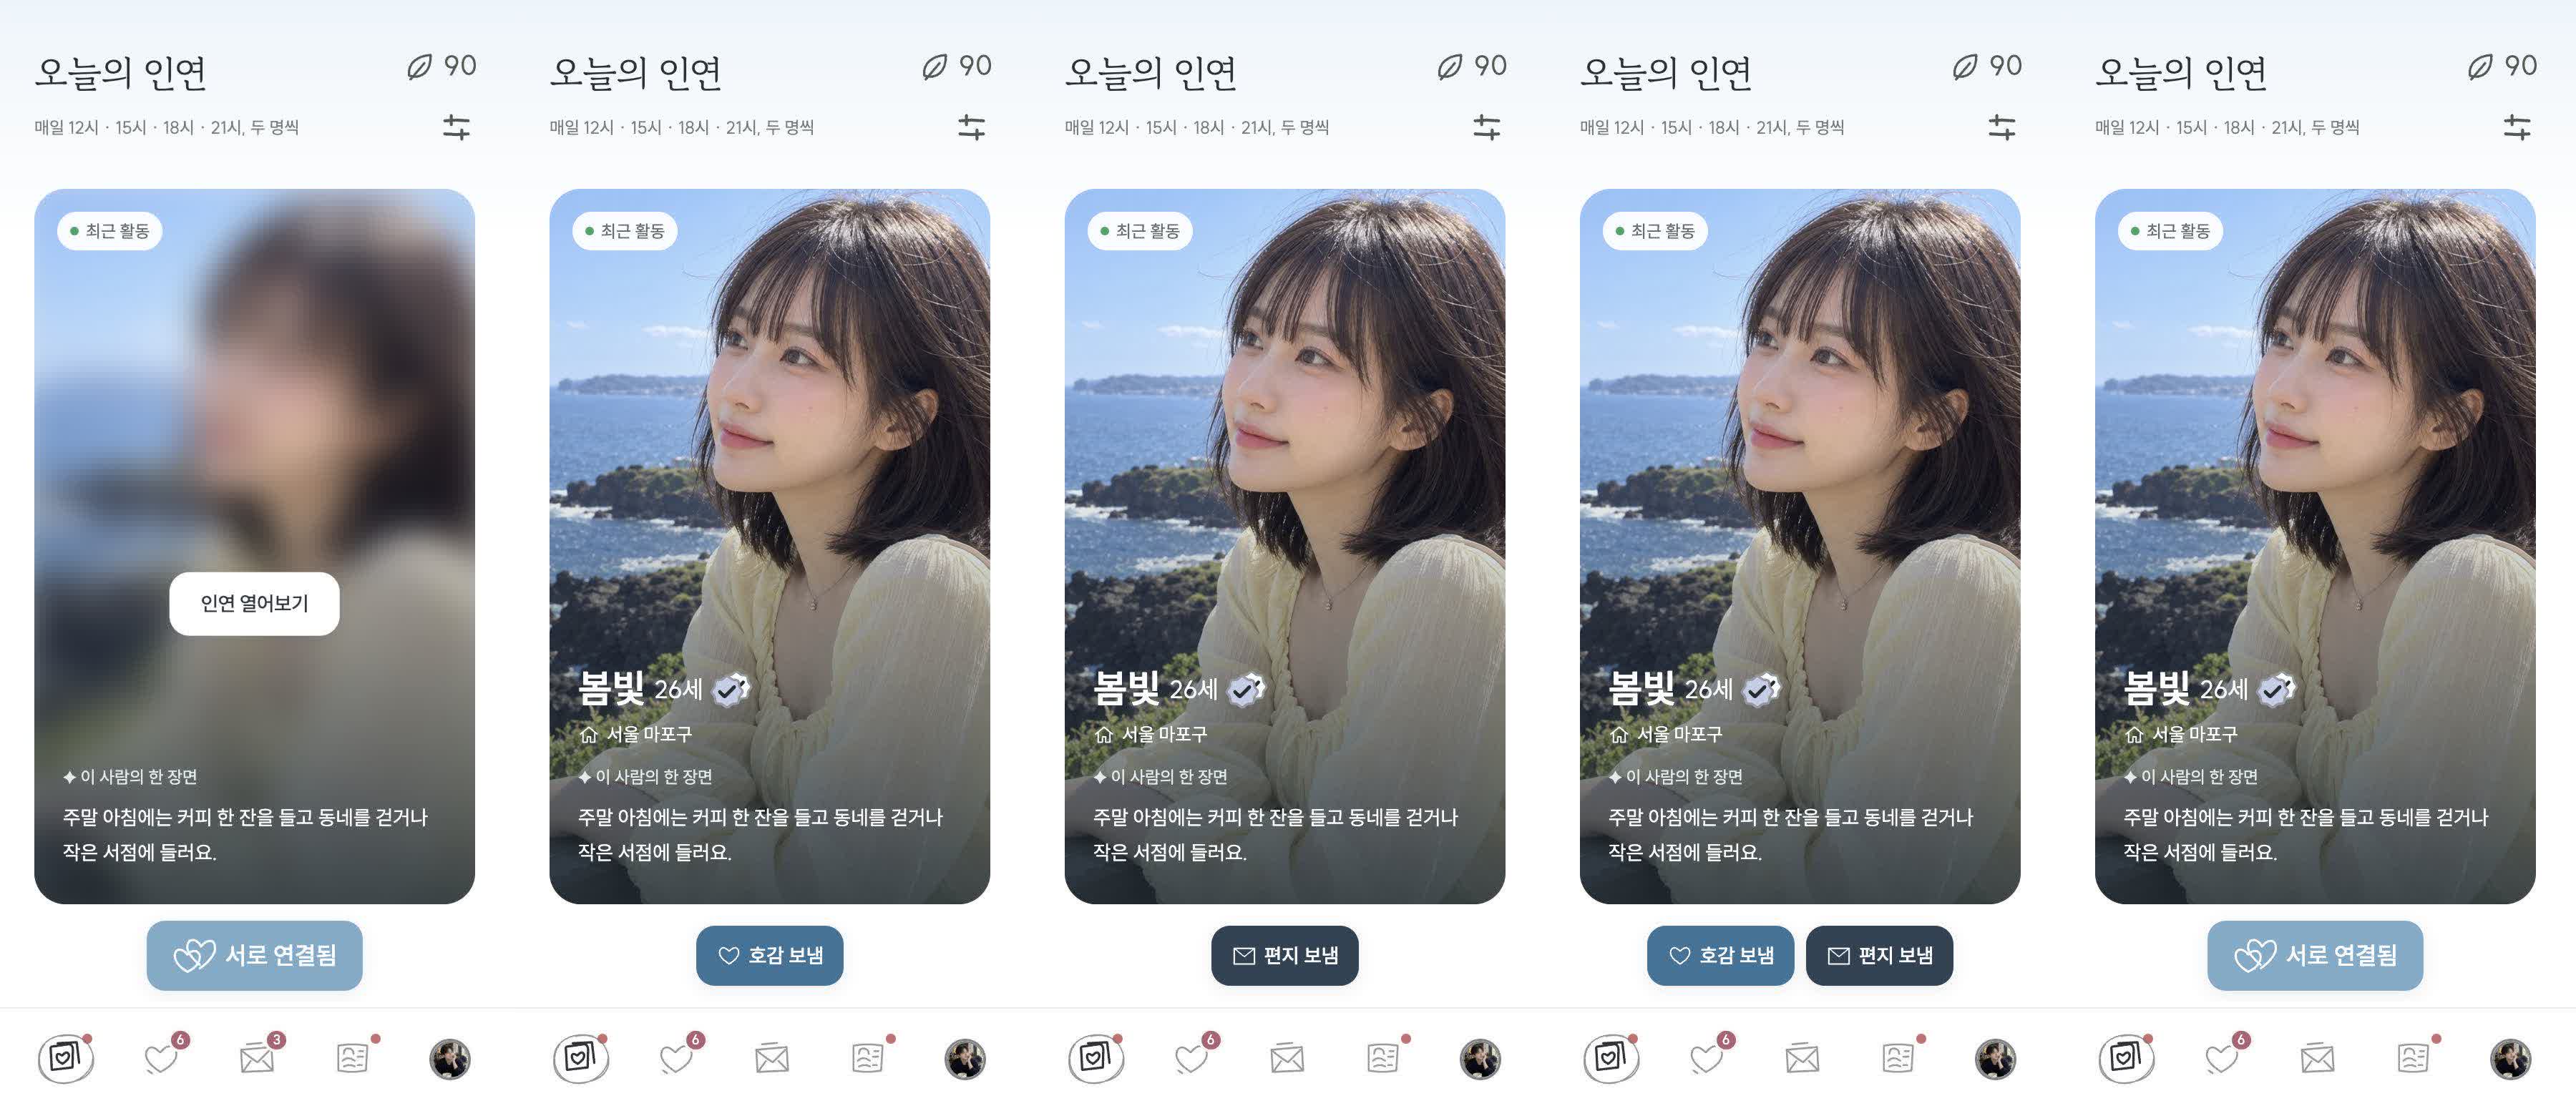 오늘의 인연
90
매일 12시 · 15시 · 18시 · 21시, 두 명씩
최근 활동
인연 열어보기
✦ 이 사람의 한 장면
주말 아침에는 커피 한 잔을 들고 동네를 걷거나
작은 서점에 들러요.
서로 연결됨
6
3
오늘의 인연
90
매일 12시 · 15시 · 18시 · 21시, 두 명씩
최근 활동
봄빛 26세
서울 마포구
✦ 이 사람의 한 장면
주말 아침에는 커피 한 잔을 들고 동네를 걷거나
작은 서점에 들러요.
호감 보냄
6
오늘의 인연
90
매일 12시 · 15시 · 18시 · 21시, 두 명씩
최근 활동
봄빛 26세
서울 마포구
✦ 이 사람의 한 장면
주말 아침에는 커피 한 잔을 들고 동네를 걷거나
작은 서점에 들러요.
편지 보냄
6
오늘의 인연
90
매일 12시 · 15시 · 18시 · 21시, 두 명씩
최근 활동
봄빛 26세
서울 마포구
✦ 이 사람의 한 장면
주말 아침에는 커피 한 잔을 들고 동네를 걷거나
작은 서점에 들러요.
호감 보냄 편지 보냄
6
오늘의 인연
90
매일 12시 · 15시 · 18시 · 21시, 두 명씩
최근 활동
봄빛 26세
서울 마포구
✦ 이 사람의 한 장면
주말 아침에는 커피 한 잔을 들고 동네를 걷거나
작은 서점에 들러요.
서로 연결됨
6